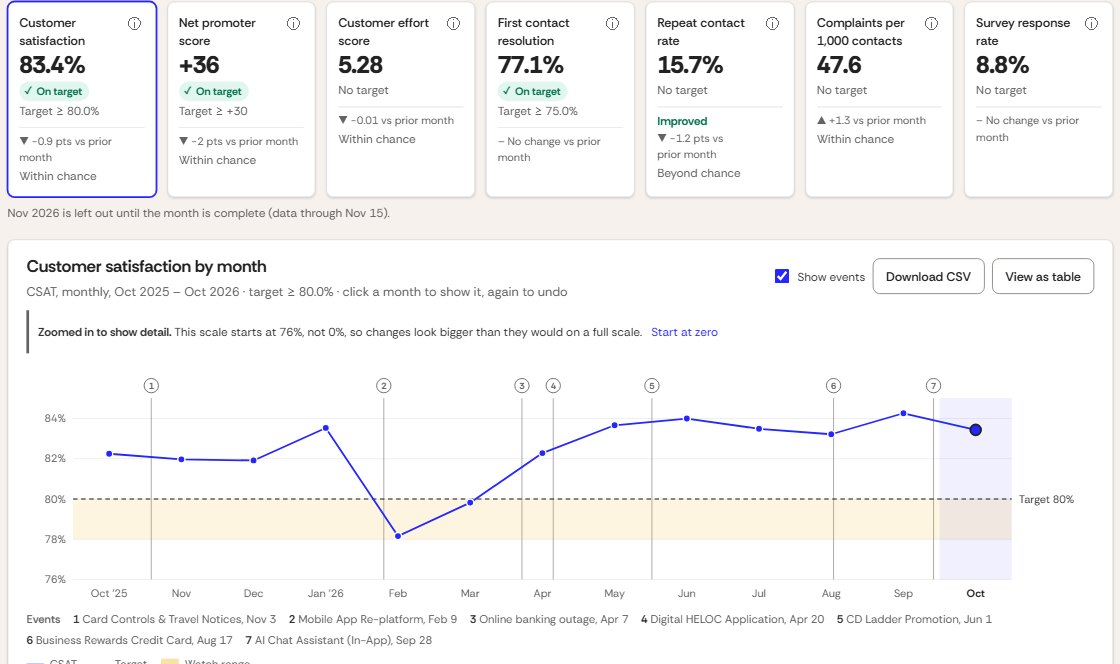 Customer satisfaction
83.4%
✓ On target
Target ≥ 80.0%
▼ -0.9 pts vs prior month
Within chance
Net promoter score
+36
✓ On target
Target ≥ +30
▼ -2 pts vs prior month
Within chance
Customer effort score
5.28
No target
▼ -0.01 vs prior month
Within chance
First contact resolution
77.1%
✓ On target
Target ≥ 75.0%
– No change vs prior month
Repeat contact rate
15.7%
No target
Improved
▼ -1.2 pts vs prior month
Beyond chance
Complaints per 1,000 contacts
47.6
No target
▲ +1.3 vs prior month
Within chance
Survey response rate
8.8%
No target
– No change vs prior month
Nov 2026 is left out until the month is complete (data through Nov 15).
Customer satisfaction by month
CSAT, monthly, Oct 2025 – Oct 2026 · target ≥ 80.0% · click a month to show it, again to undo
Show events
Download CSV
View as table
Zoomed in to show detail. This scale starts at 76%, not 0%, so changes look bigger than they would on a full scale. Start at zero
1 2 3 4 5 6 7
84%
82%
80%
78%
76%
Target 80%
Oct '25 Nov Dec Jan '26 Feb Mar Apr May Jun Jul Aug Sep Oct
Events 1 Card Controls & Travel Notices, Nov 3 2 Mobile App Re-platform, Feb 9 3 Online banking outage, Apr 7 4 Digital HELOC Application, Apr 20 5 CD Ladder Promotion, Jun 1
6 Business Rewards Credit Card, Aug 17 7 AI Chat Assistant (In-App), Sep 28
CSAT Target Watch range